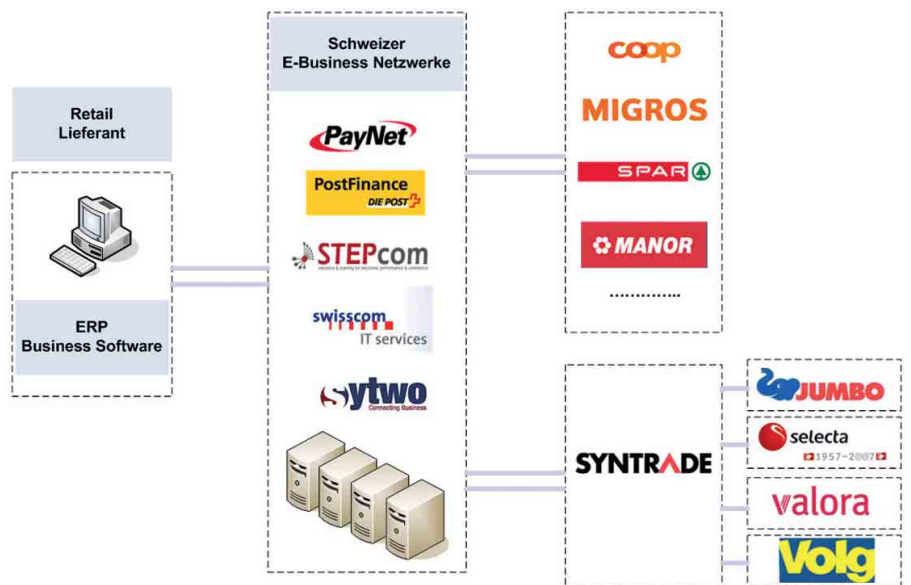 Retail
Lieferant
ERP
Business Software
Schweizer
E-Business Netzwerke
PayNet
PostFinance
DIE POST
STEPcom
swisscom
IT services
Sytwo
Connecting Business
coop
MIGROS
SPAR
MANOR
..............
SYNTRADE
JUMBO
selecta
1957-2007
valora
Volg